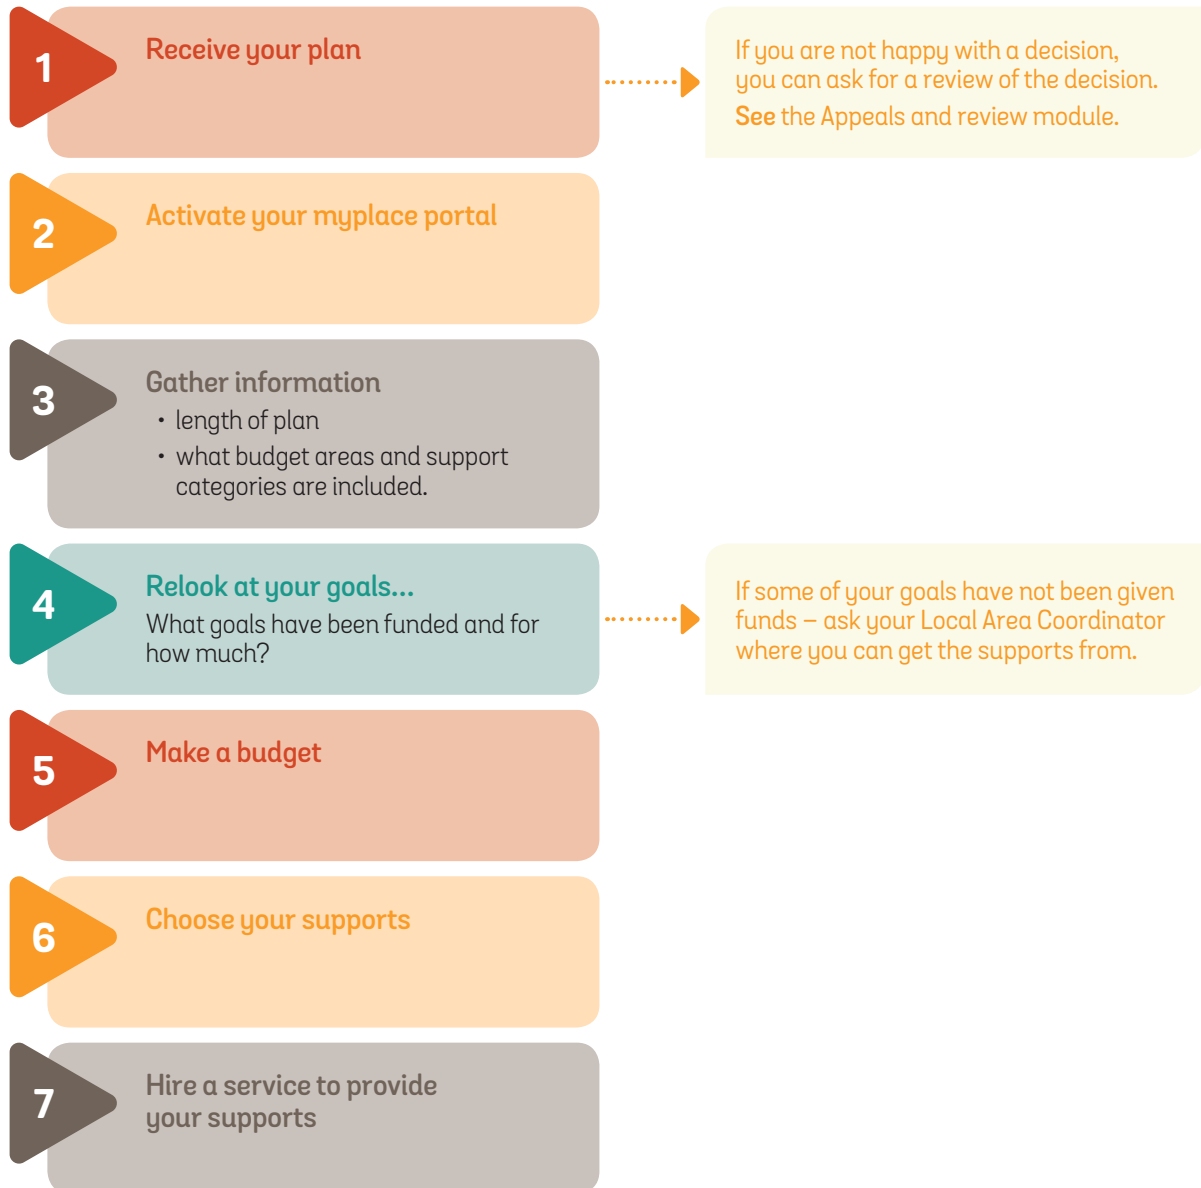 1
Receive your plan
If you are not happy with a decision,
you can ask for a review of the decision.
See the Appeals and review module.
2
Activate your myplace portal
3
Gather information
• length of plan
• what budget areas and support
categories are included.
4
Relook at your goals...
What goals have been funded and for
how much?
If some of your goals have not been given
funds – ask your Local Area Coordinator
where you can get the supports from.
5
Make a budget
6
Choose your supports
7
Hire a service to provide
your supports